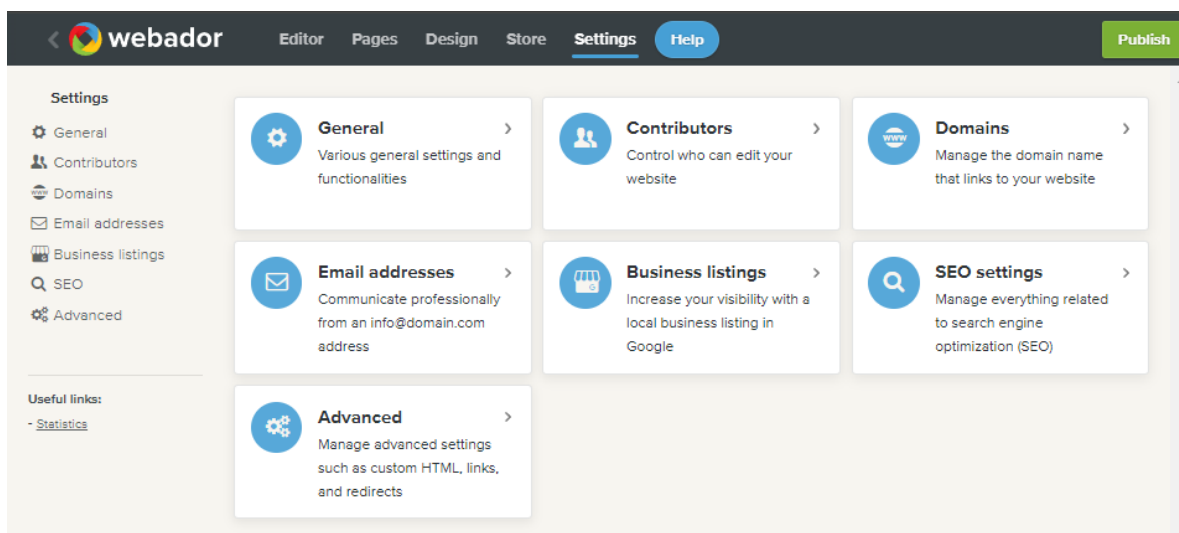 webador
Editor Pages Design Store Settings Help Publish
Settings
General
Contributors
www Domains
Email addresses
Business listings
SEO
Advanced
Useful links:
- Statistics
General
Various general settings and
functionalities
Contributors
Control who can edit your
website
www
Domains
Manage the domain name
that links to your website
Email addresses
Communicate professionally
from an info@domain.com
address
Business listings
Increase your visibility with a
local business listing in
Google
SEO settings
Manage everything related
to search engine
optimization (SEO)
Advanced
Manage advanced settings
such as custom HTML, links,
and redirects